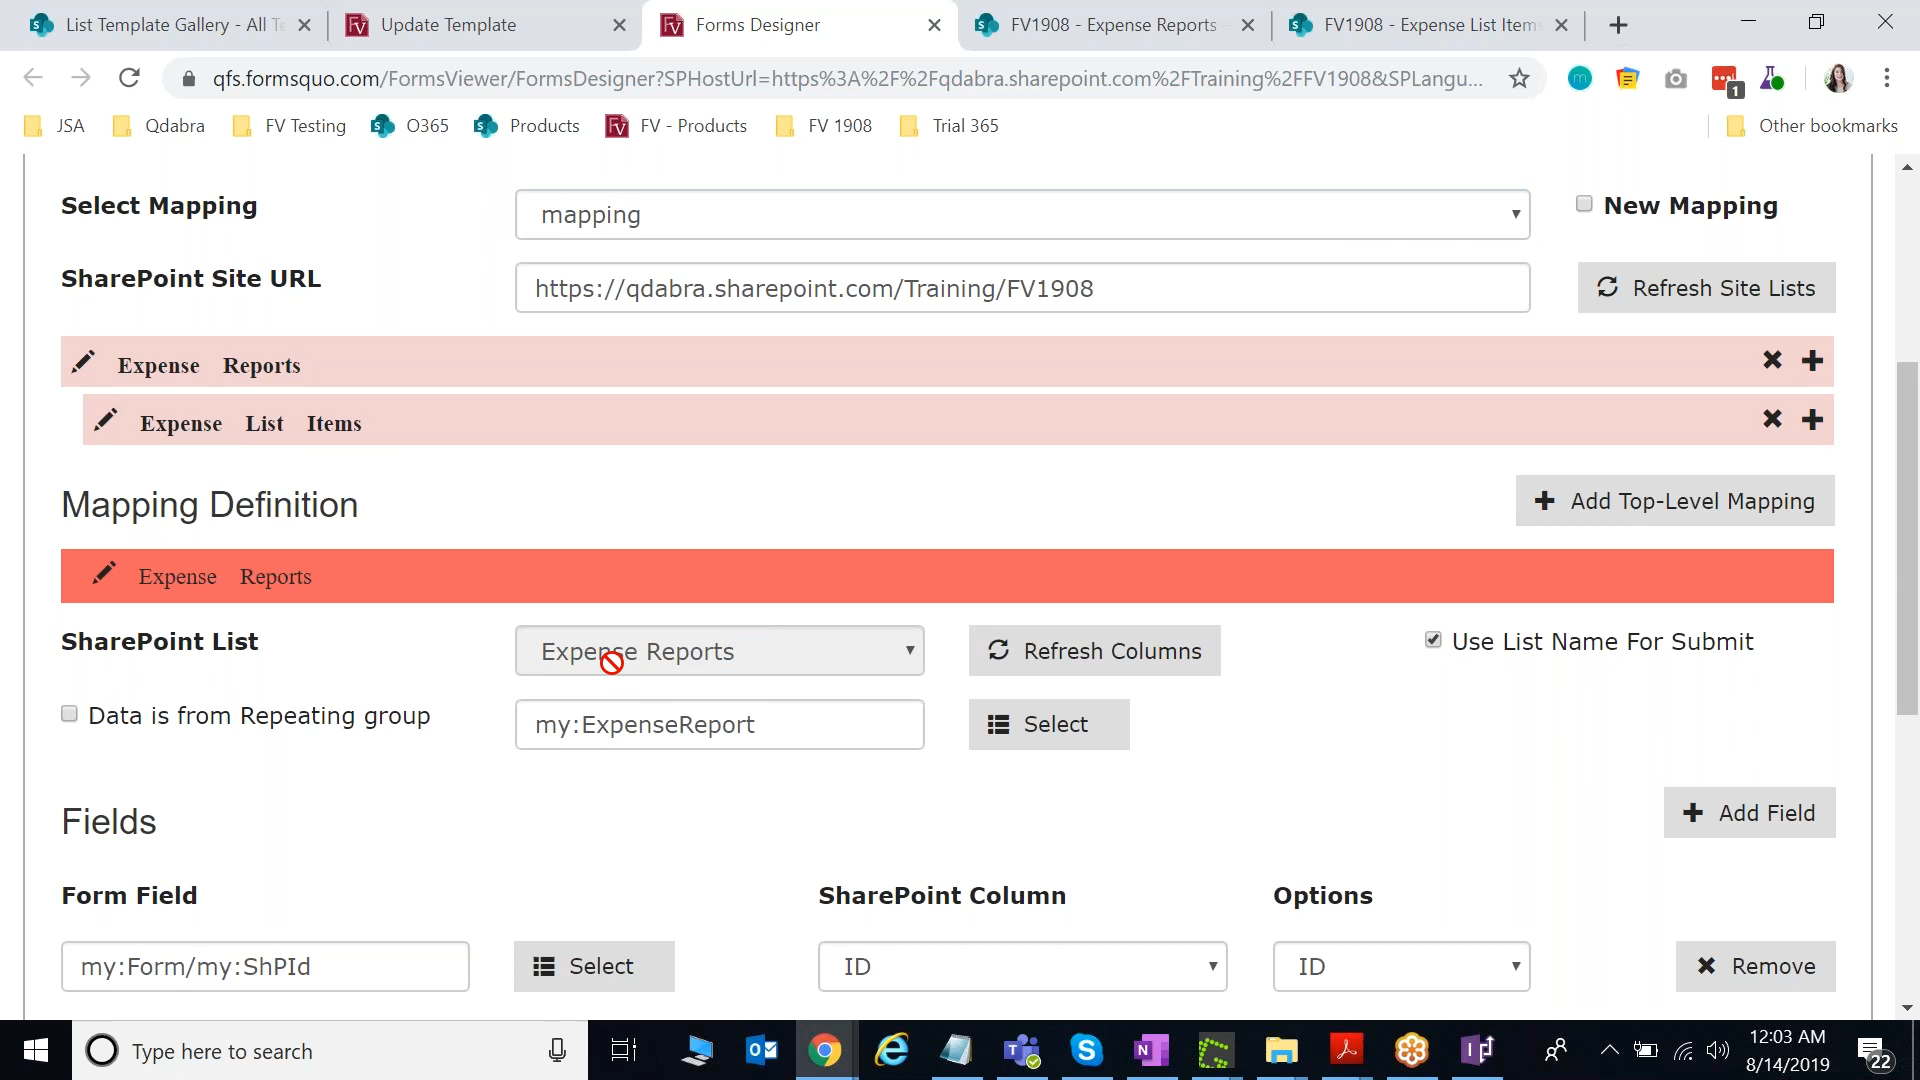 List Template Gallery - All Te
Update Template
Forms Designer
FV1908 - Expense Reports -
FV1908 - Expense List Items
qfs.formsquo.com/FormsViewer/FormsDesigner?SPHostUrl=https%3A%2F%2Fqdabra.sharepoint.com%2FTraining%2FFV1908&SPLangu...
1
JSA
Qdabra
FV Testing
O365
Products
FV - Products
FV 1908
Trial 365
Other bookmarks
Select Mapping
mapping
New Mapping
SharePoint Site URL
https://qdabra.sharepoint.com/Training/FV1908
Refresh Site Lists
Expense Reports
Expense List Items
Mapping Definition
Add Top-Level Mapping
Expense Reports
SharePoint List
Expense Reports
Refresh Columns
Use List Name For Submit
Data is from Repeating group
my:ExpenseReport
Select
Fields
Add Field
Form Field
SharePoint Column
Options
my:Form/my:ShPId
Select
ID
ID
Remove
Type here to search
12:03 AM
8/14/2019
22